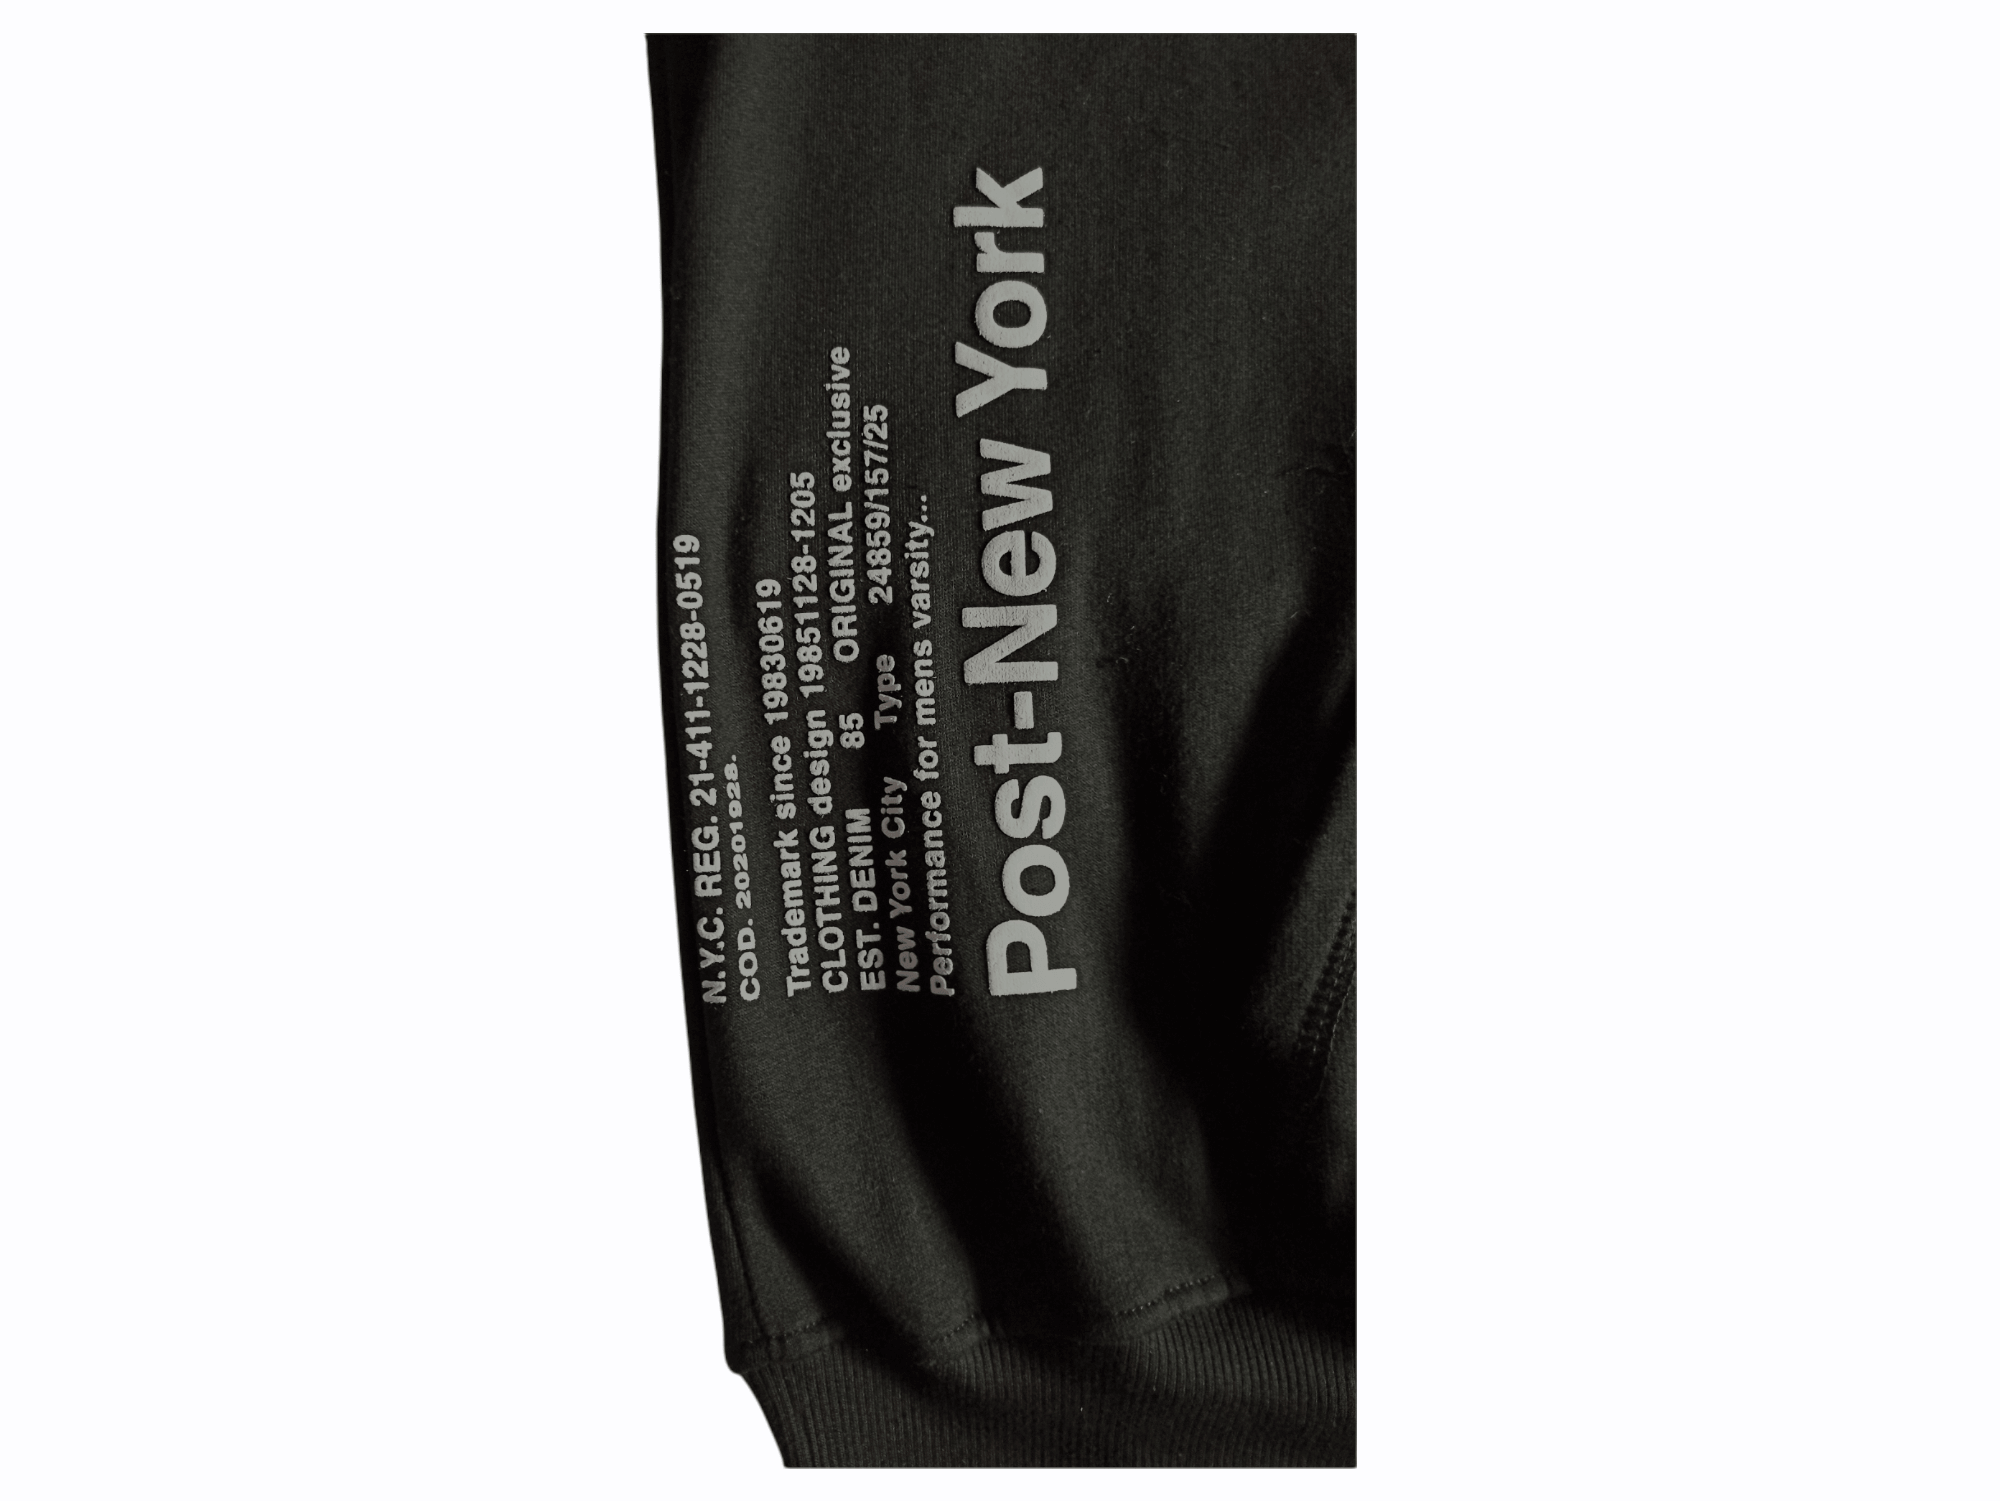 N.Y.C. REG. 21-411-1228-0519
COD. 20201928.
Trademark since 19830619
CLOTHING design 19851128-1205
EST. DENIM 85 ORIGINAL exclusive
New York City Type 24859/157/25
Performance for mens varsity...
Post-New York